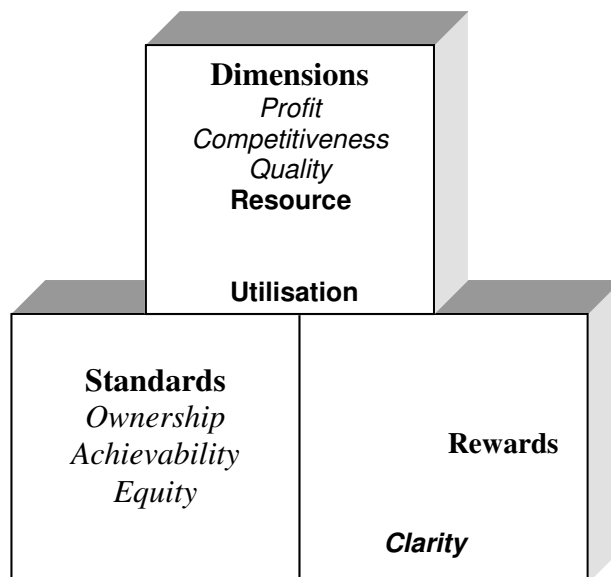 Dimensions
Profit
Competitiveness
Quality
Resource
Utilisation
Standards
Ownership
Achievability
Equity
Rewards
Clarity